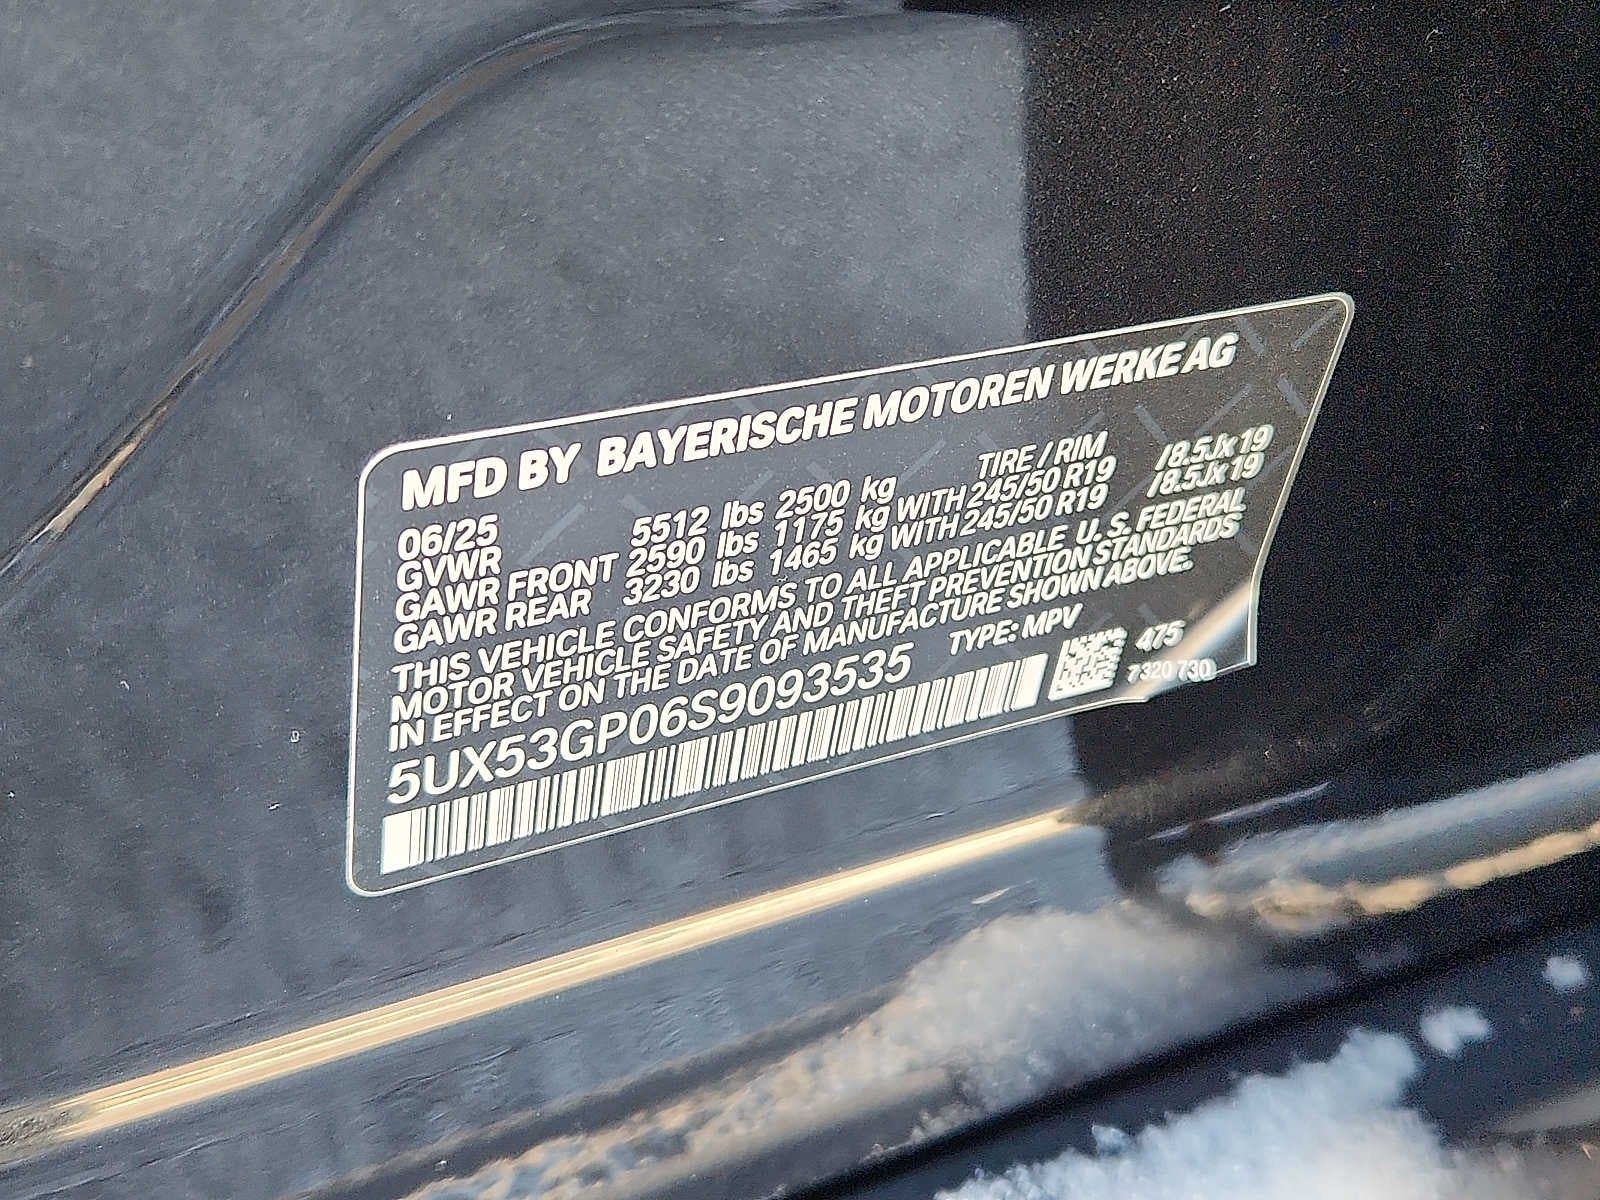 MFD BY BAYERISCHE MOTOREN WERKE AG
06/25 TIRE / RIM
GVWR 5512 lbs 2500 kg
GAWR FRONT 2590 lbs 1175 kg WITH 245/50 R19 /8.5Jx19
GAWR REAR 3230 lbs 1465 kg WITH 245/50 R19 /8.5Jx19
THIS VEHICLE CONFORMS TO ALL APPLICABLE U. S. FEDERAL
MOTOR VEHICLE SAFETY AND THEFT PREVENTION STANDARDS
IN EFFECT ON THE DATE OF MANUFACTURE SHOWN ABOVE.
5UX53GP06S9093535 TYPE: MPV
475
7 320 730